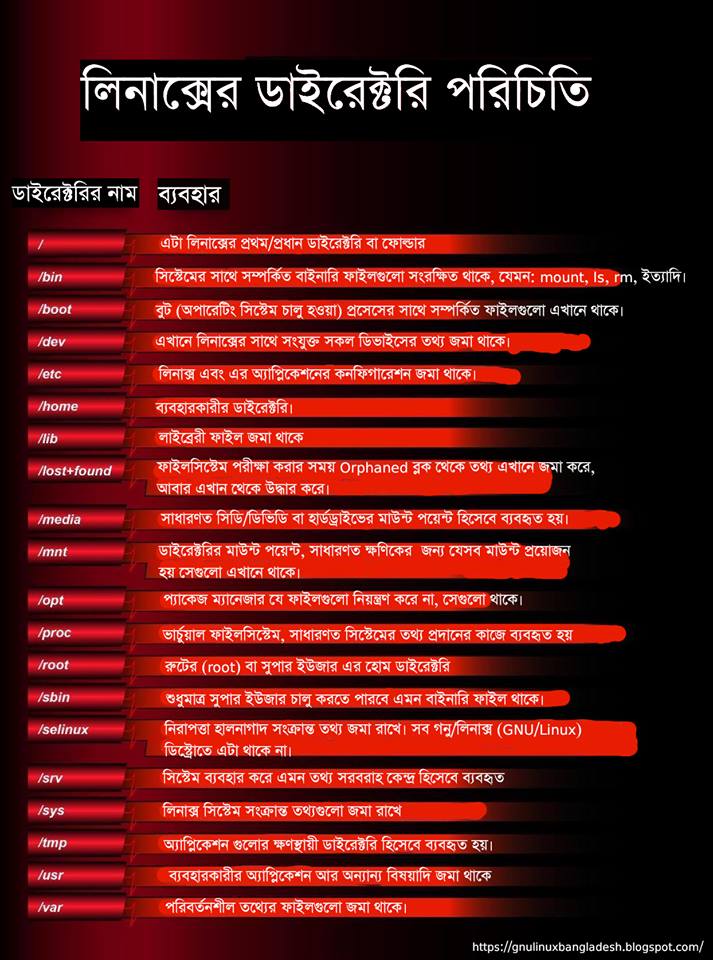 লিনাক্সের ডাইরেক্টরি পরিচিতি
ডাইরেক্টরির নাম ব্যবহার
/ এটা লিনাক্সের প্রথম/প্রধান ডাইরেক্টরি বা ফোল্ডার
/bin সিস্টেমের সাথে সম্পর্কিত বাইনারি ফাইলগুলো সংরক্ষিত থাকে, যেমন: mount, ls, rm, ইত্যাদি।
/boot বুট (অপারেটিং সিস্টেম চালু হওয়া) প্রসেসের সাথে সম্পর্কিত ফাইলগুলো এখানে থাকে।
/dev এখানে লিনাক্সের সাথে সংযুক্ত সকল ডিভাইসের তথ্য জমা থাকে।
/etc লিনাক্স এবং এর অ্যাপ্লিকেশনের কনফিগারেশন জমা থাকে।
/home ব্যবহারকারীর ডাইরেক্টরি।
/lib লাইব্রেরী ফাইল জমা থাকে
/lost+found ফাইলসিস্টেম পরীক্ষা করার সময় Orphaned ব্লক থেকে তথ্য এখানে জমা করে,
আবার এখান থেকে উদ্ধার করে।
/media সাধারণত সিডি/ডিভিডি বা হার্ডড্রাইভের মাউন্ট পয়েন্ট হিসেবে ব্যবহৃত হয়।
/mnt ডাইরেক্টরির মাউন্ট পয়েন্ট, সাধারণত ক্ষণিকের জন্য যেসব মাউন্ট প্রয়োজন
হয় সেগুলো এখানে থাকে।
/opt প্যাকেজ ম্যানেজার যে ফাইলগুলো নিয়ন্ত্রণ করে না, সেগুলো থাকে।
/proc ভার্চুয়াল ফাইলসিস্টেম, সাধারণত সিস্টেমের তথ্য প্রদানের কাজে ব্যবহৃত হয়
/root রুটের (root) বা সুপার ইউজার এর হোম ডাইরেক্টরি
/sbin শুধুমাত্র সুপার ইউজার চালু করতে পারবে এমন বাইনারি ফাইল থাকে।
/selinux নিরাপত্তা হালনাগাদ সংক্রান্ত তথ্য জমা রাখে। সব গনু/লিনাক্স (GNU/Linux)
ডিস্ট্রোতে এটা থাকে না।
/srv সিস্টেম ব্যবহার করে এমন তথ্য সরবরাহ কেন্দ্র হিসেবে ব্যবহৃত
/sys লিনাক্স সিস্টেম সংক্রান্ত তথ্যগুলো জমা রাখে
/tmp অ্যাপ্লিকেশন গুলোর ক্ষণস্থায়ী ডাইরেক্টরি হিসেবে ব্যবহৃত হয়।
/usr ব্যবহারকারীর অ্যাপ্লিকেশন আর অন্যান্য বিষয়াদি জমা থাকে
/var পরিবর্তনশীল তথ্যের ফাইলগুলো জমা থাকে।
https://gnulinuxbangladesh.blogspot.com/